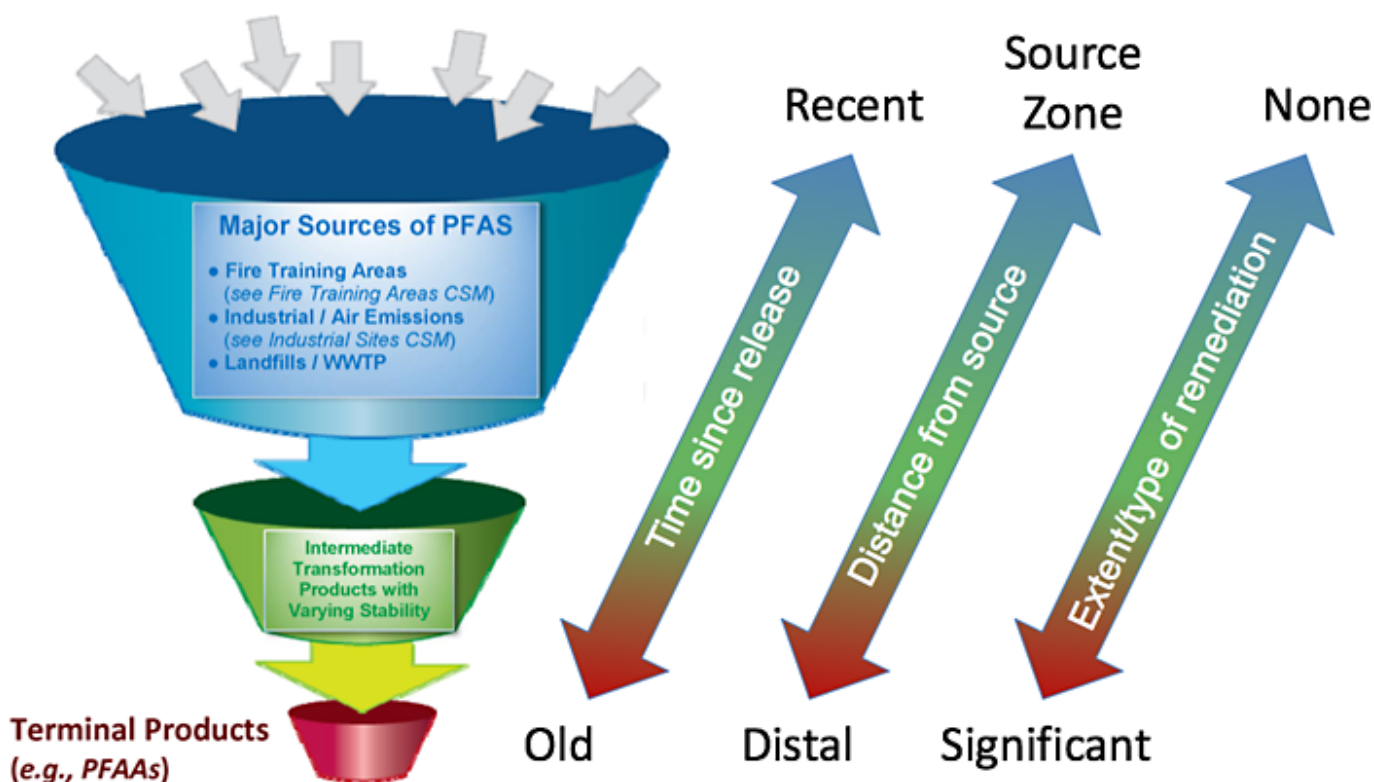 Major Sources of PFAS
● Fire Training Areas
(see Fire Training Areas CSM)
● Industrial / Air Emissions
(see Industrial Sites CSM)
● Landfills / WWTP
Intermediate
Transformation
Products with
Varying Stability
Terminal Products
(e.g., PFAAs)
Recent
Time since release
Old
Source
Zone
Distance from source
Distal
None
Extent/type of remediation
Significant